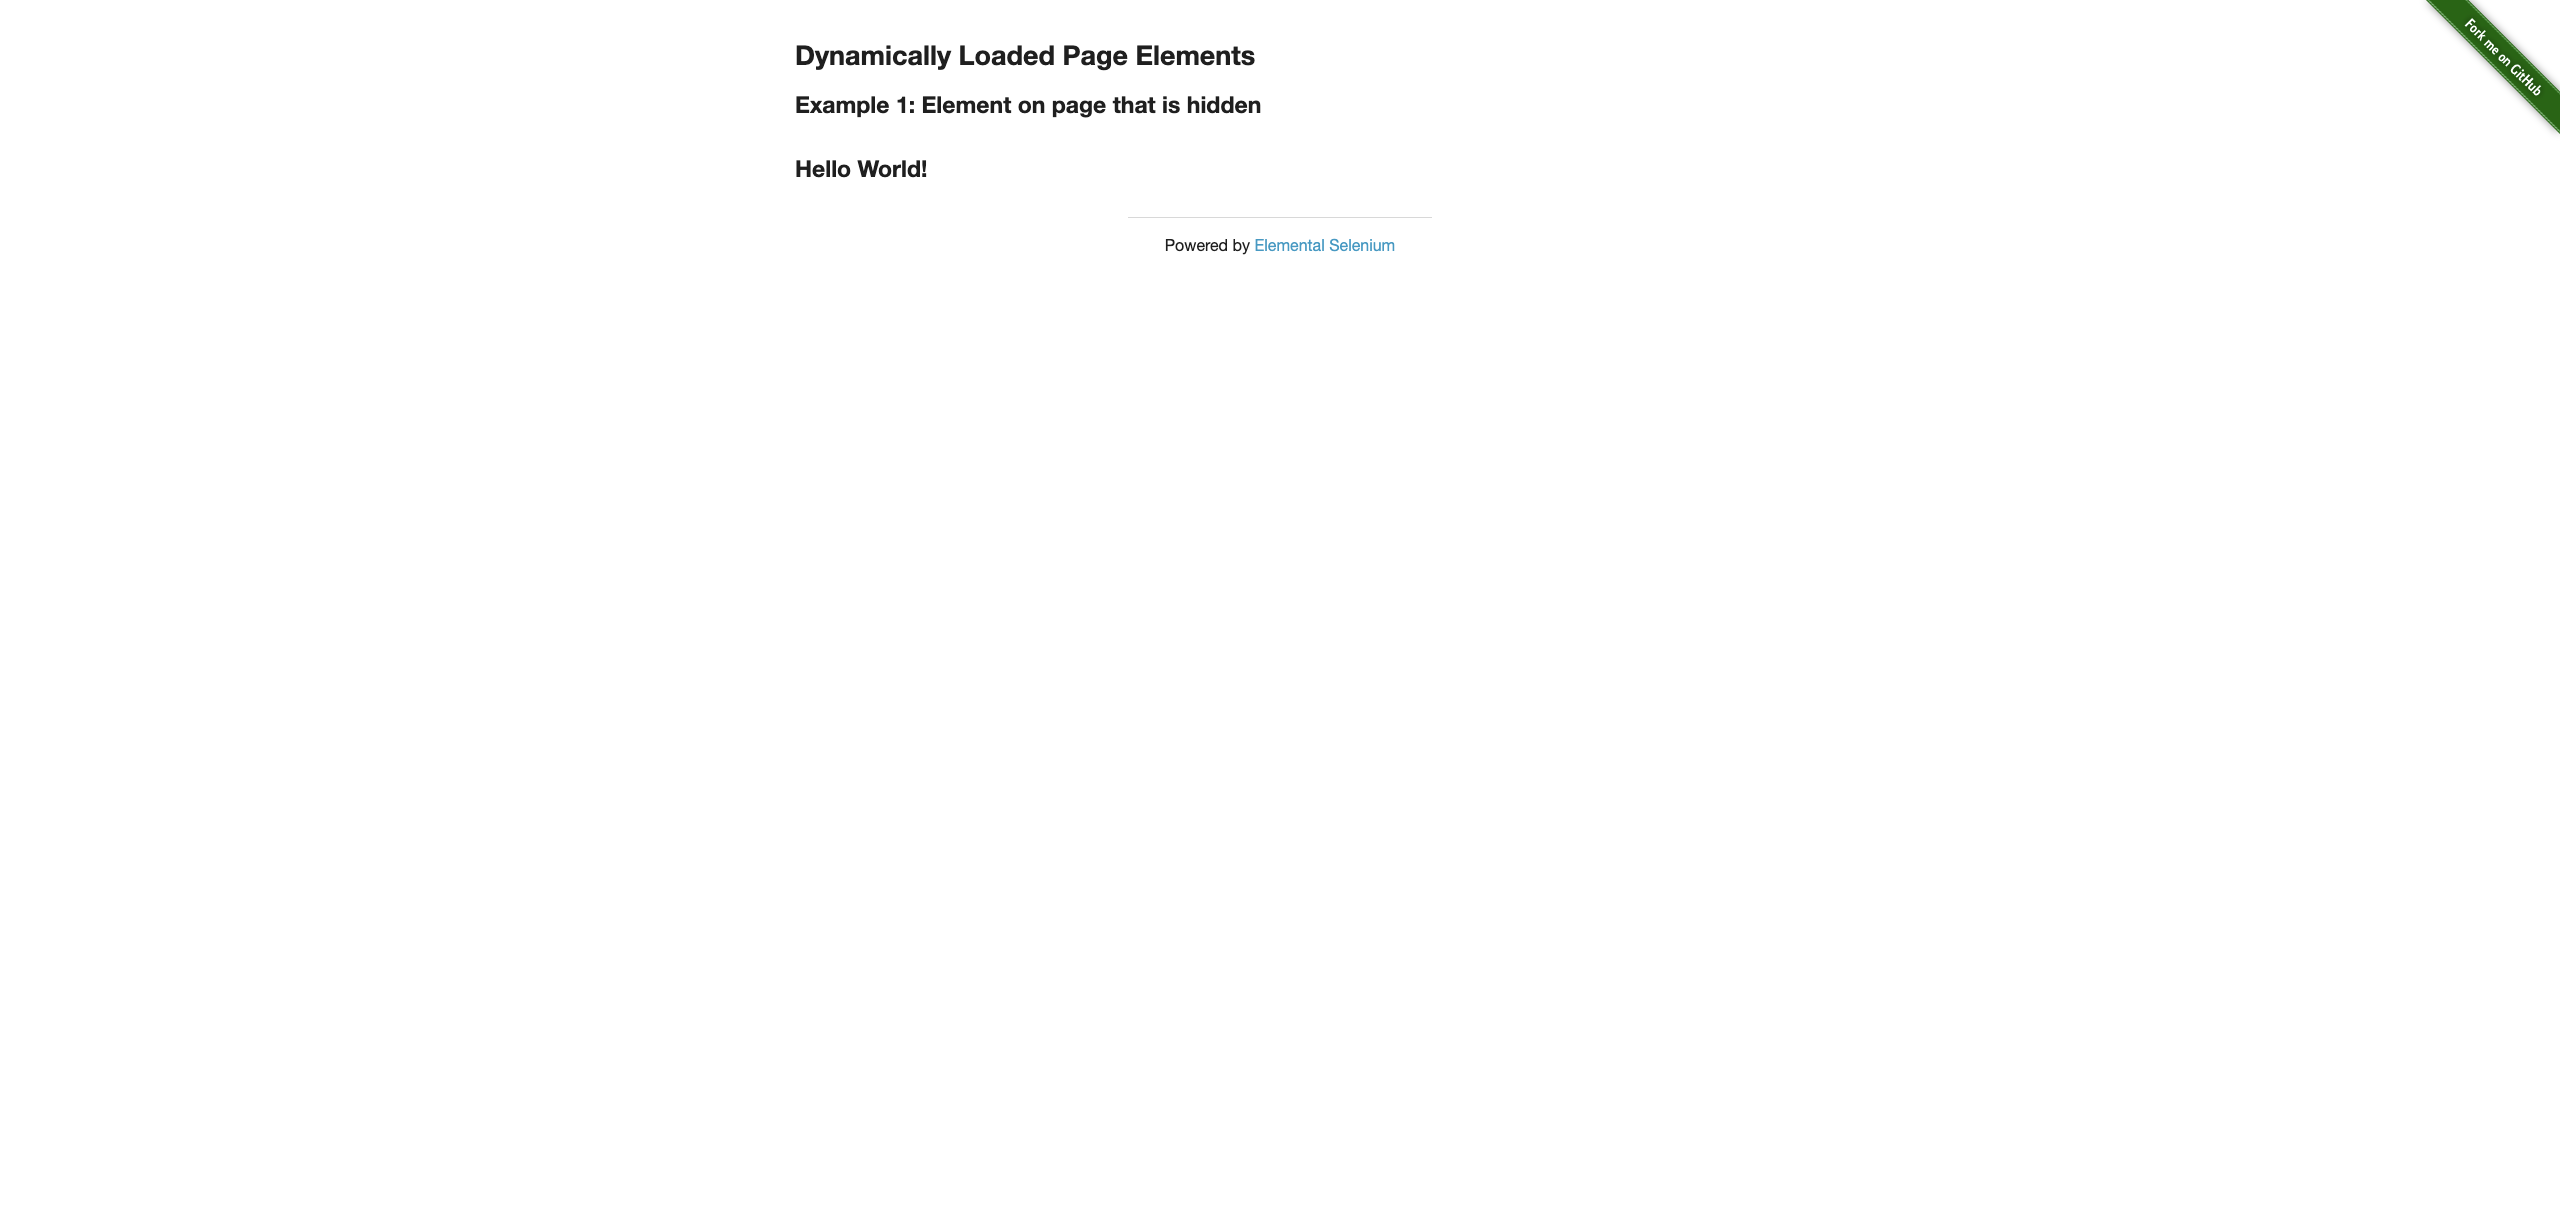 Dynamically Loaded Page Elements
Example 1: Element on page that is hidden
Hello World!
Powered by Elemental Selenium
Fork me on GitHub